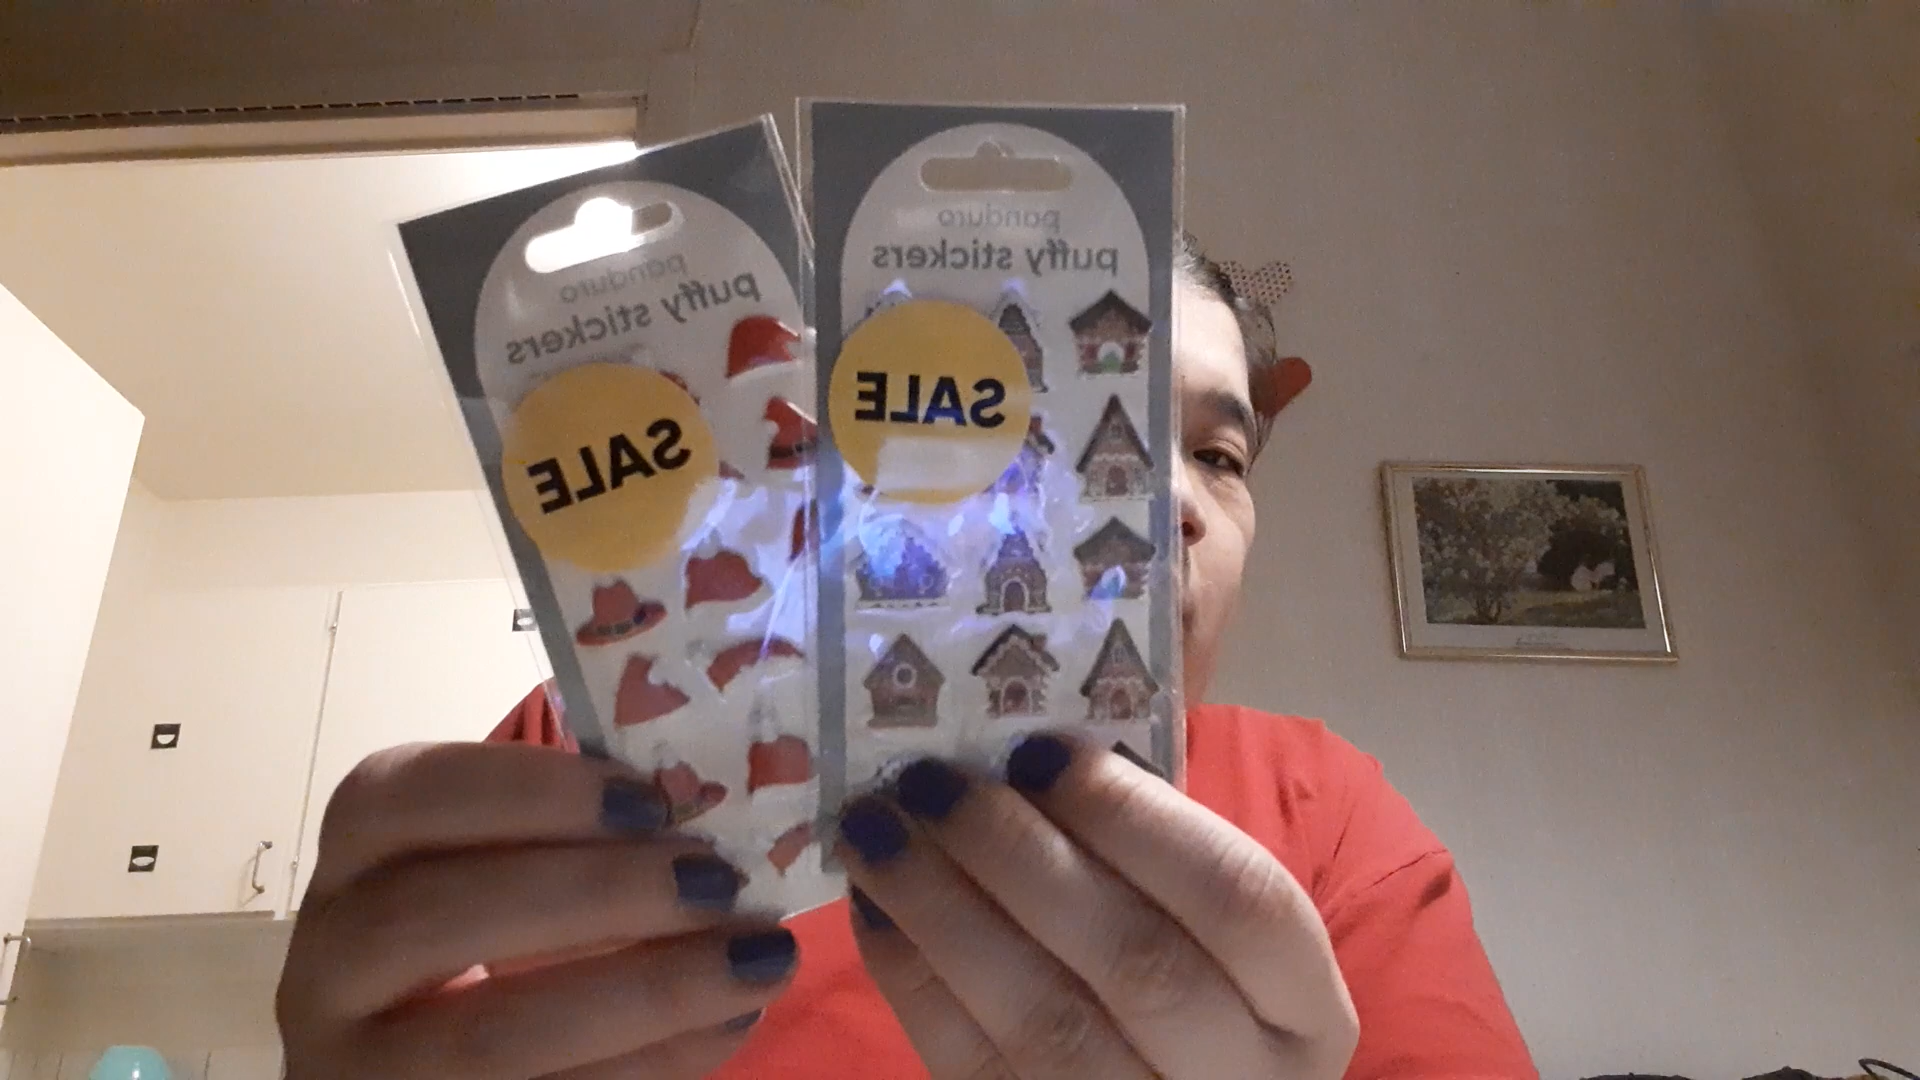 panduro
puffy stickers
SALE
panduro
puffy stickers
SALE